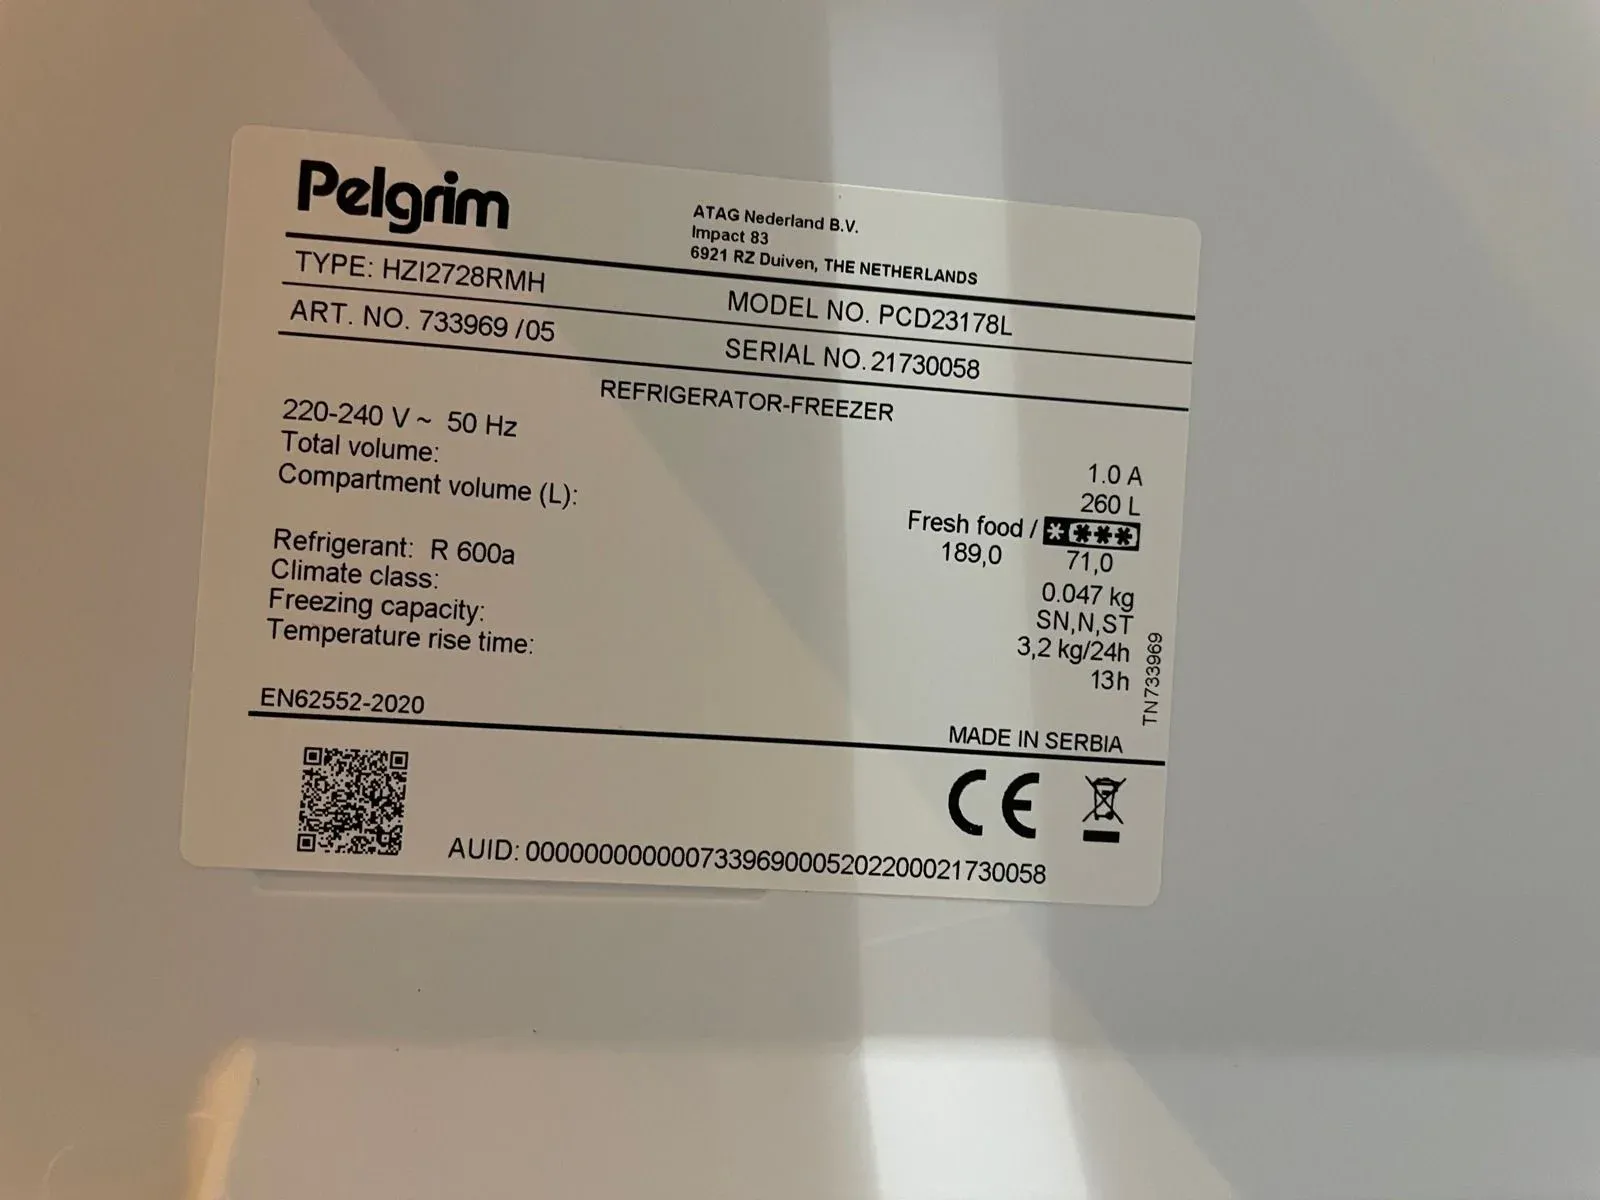 Pelgrim
ATAG Nederland B.V.
Impact 83
6921 RZ Duiven, THE NETHERLANDS
TYPE: HZI2728RMH
MODEL NO. PCD23178L
ART. NO. 733969 /05
SERIAL NO. 21730058
REFRIGERATOR-FREEZER
220-240 V ~ 50 Hz 1.0 A
Total volume: 260 L
Compartment volume (L): Fresh food / ****
189,0 71,0
Refrigerant: R 600a 0.047 kg
Climate class: SN,N,ST
Freezing capacity: 3,2 kg/24h
Temperature rise time: 13h
TN733969
EN62552-2020
MADE IN SERBIA
CE
AUID: 0000000000007339690005202200021730058